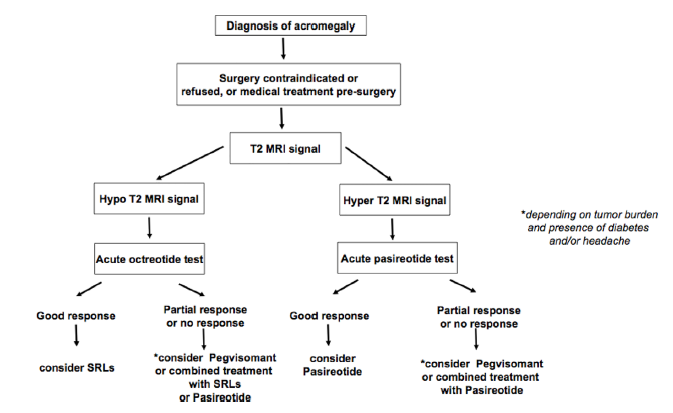 Diagnosis of acromegaly
Surgery contraindicated or
refused, or medical treatment pre-surgery
T2 MRI signal
Hypo T2 MRI signal
Hyper T2 MRI signal
*depending on tumor burden
and presence of diabetes
and/or headache
Acute octreotide test
Acute pasireotide test
Good response
Partial response
or no response
Good response
Partial response
or no response
consider SRLs
*consider Pegvisomant
or combined treatment
with SRLs
or Pasireotide
consider
Pasireotide
*consider Pegvisomant
or combined treatment
with Pasireotide